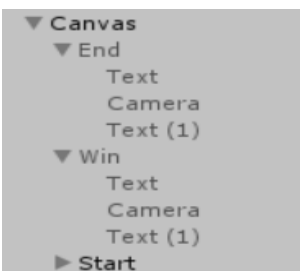 Canvas
End
Text
Camera
Text (1)
Win
Text
Camera
Text (1)
Start